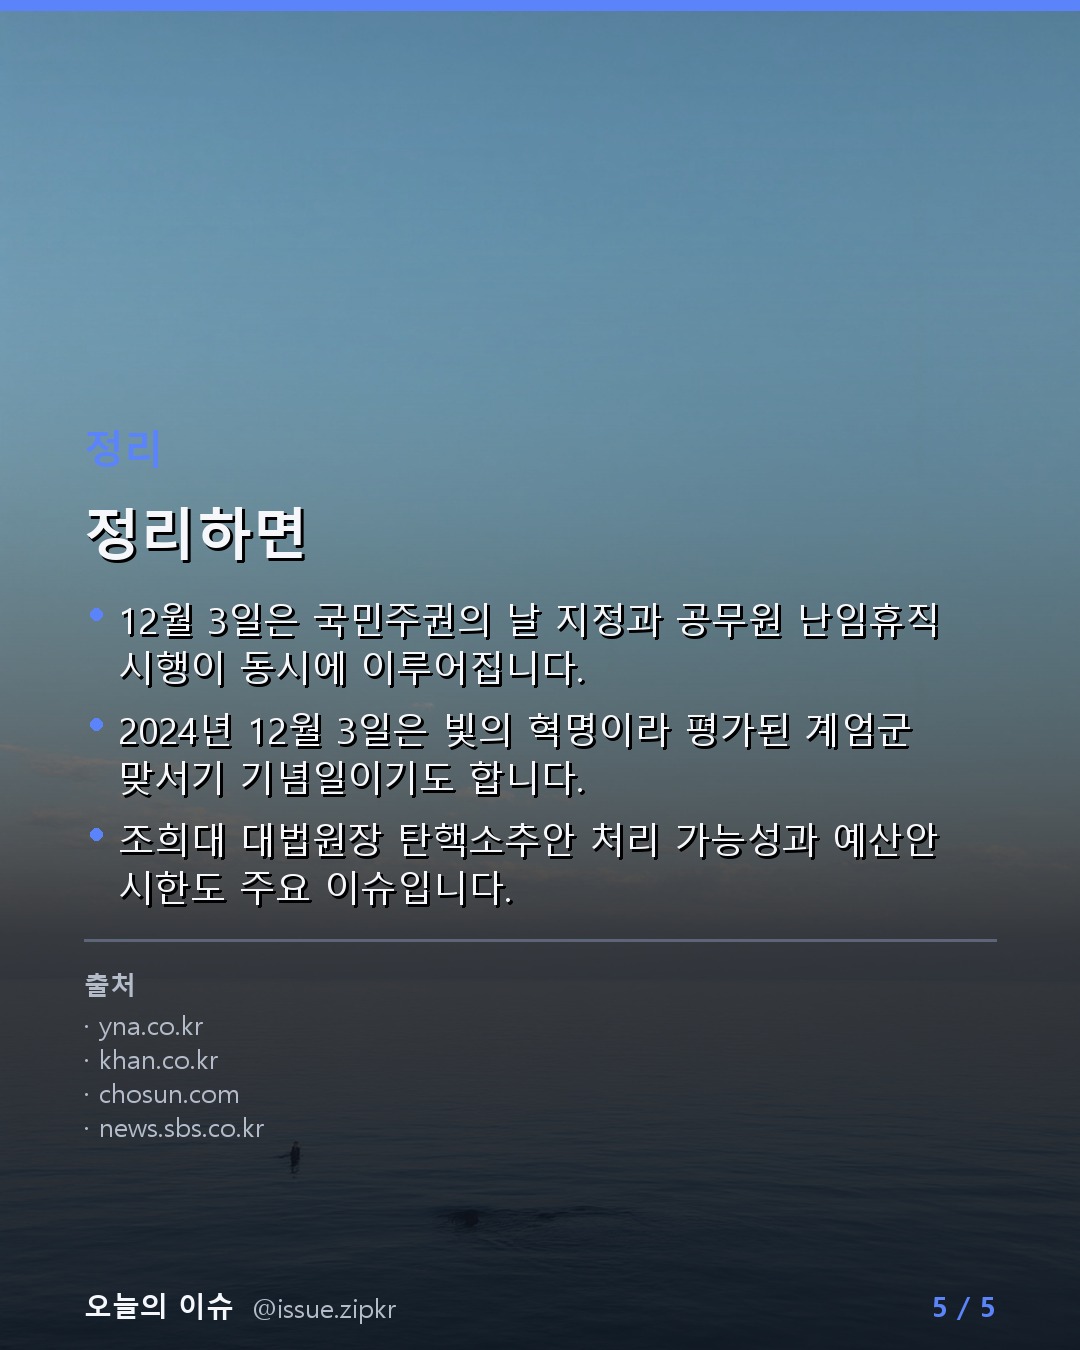 정리
정리하면
• 12월 3일은 국민주권의 날 지정과 공무원 난임휴직
시행이 동시에 이루어집니다.
• 2024년 12월 3일은 빛의 혁명이라 평가된 계엄군
맞서기 기념일이기도 합니다.
• 조희대 대법원장 탄핵소추안 처리 가능성과 예산안
시한도 주요 이슈입니다.
출처
· yna.co.kr
· khan.co.kr
· chosun.com
· news.sbs.co.kr
오늘의 이슈 @issue.zipkr 5 / 5